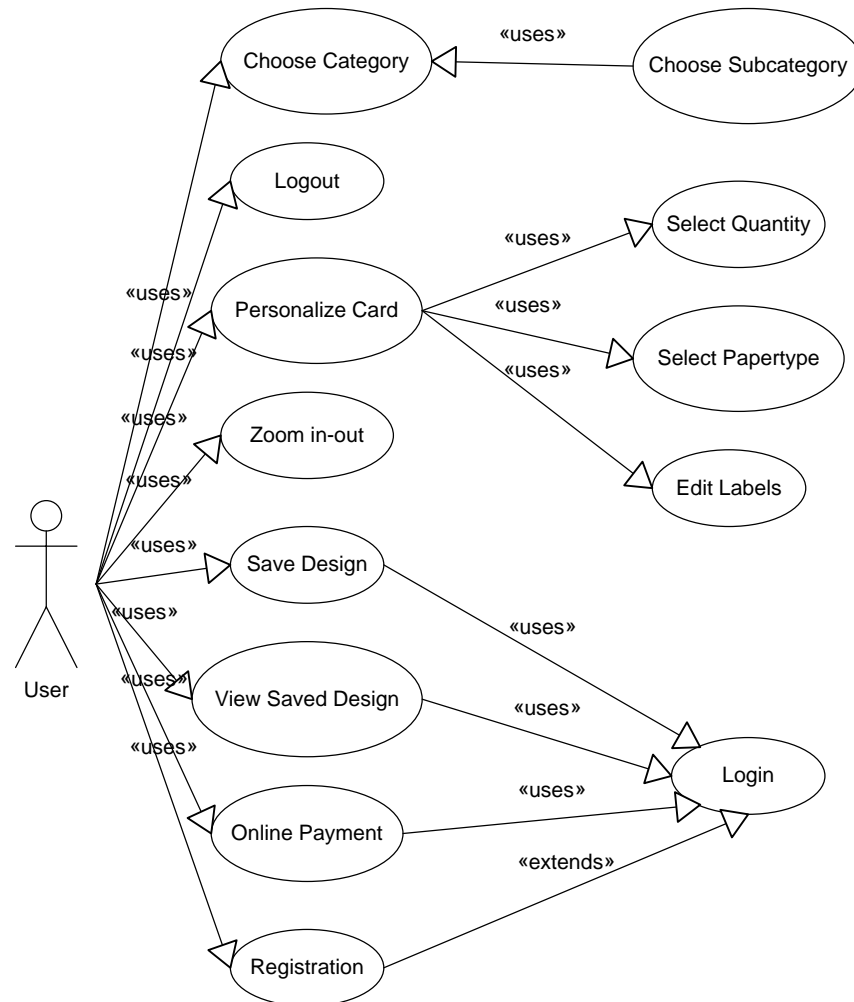 «uses»
Choose Category
Choose Subcategory
Logout
Select Quantity
«uses»
«uses»
Personalize Card
«uses»
«uses»
Select Papertype
«uses»
«uses»
Zoom in-out
«uses»
Edit Labels
«uses»
Save Design
«uses»
«uses»
User
«uses»
View Saved Design
«uses»
«uses»
Login
«uses»
Online Payment
«extends»
Registration